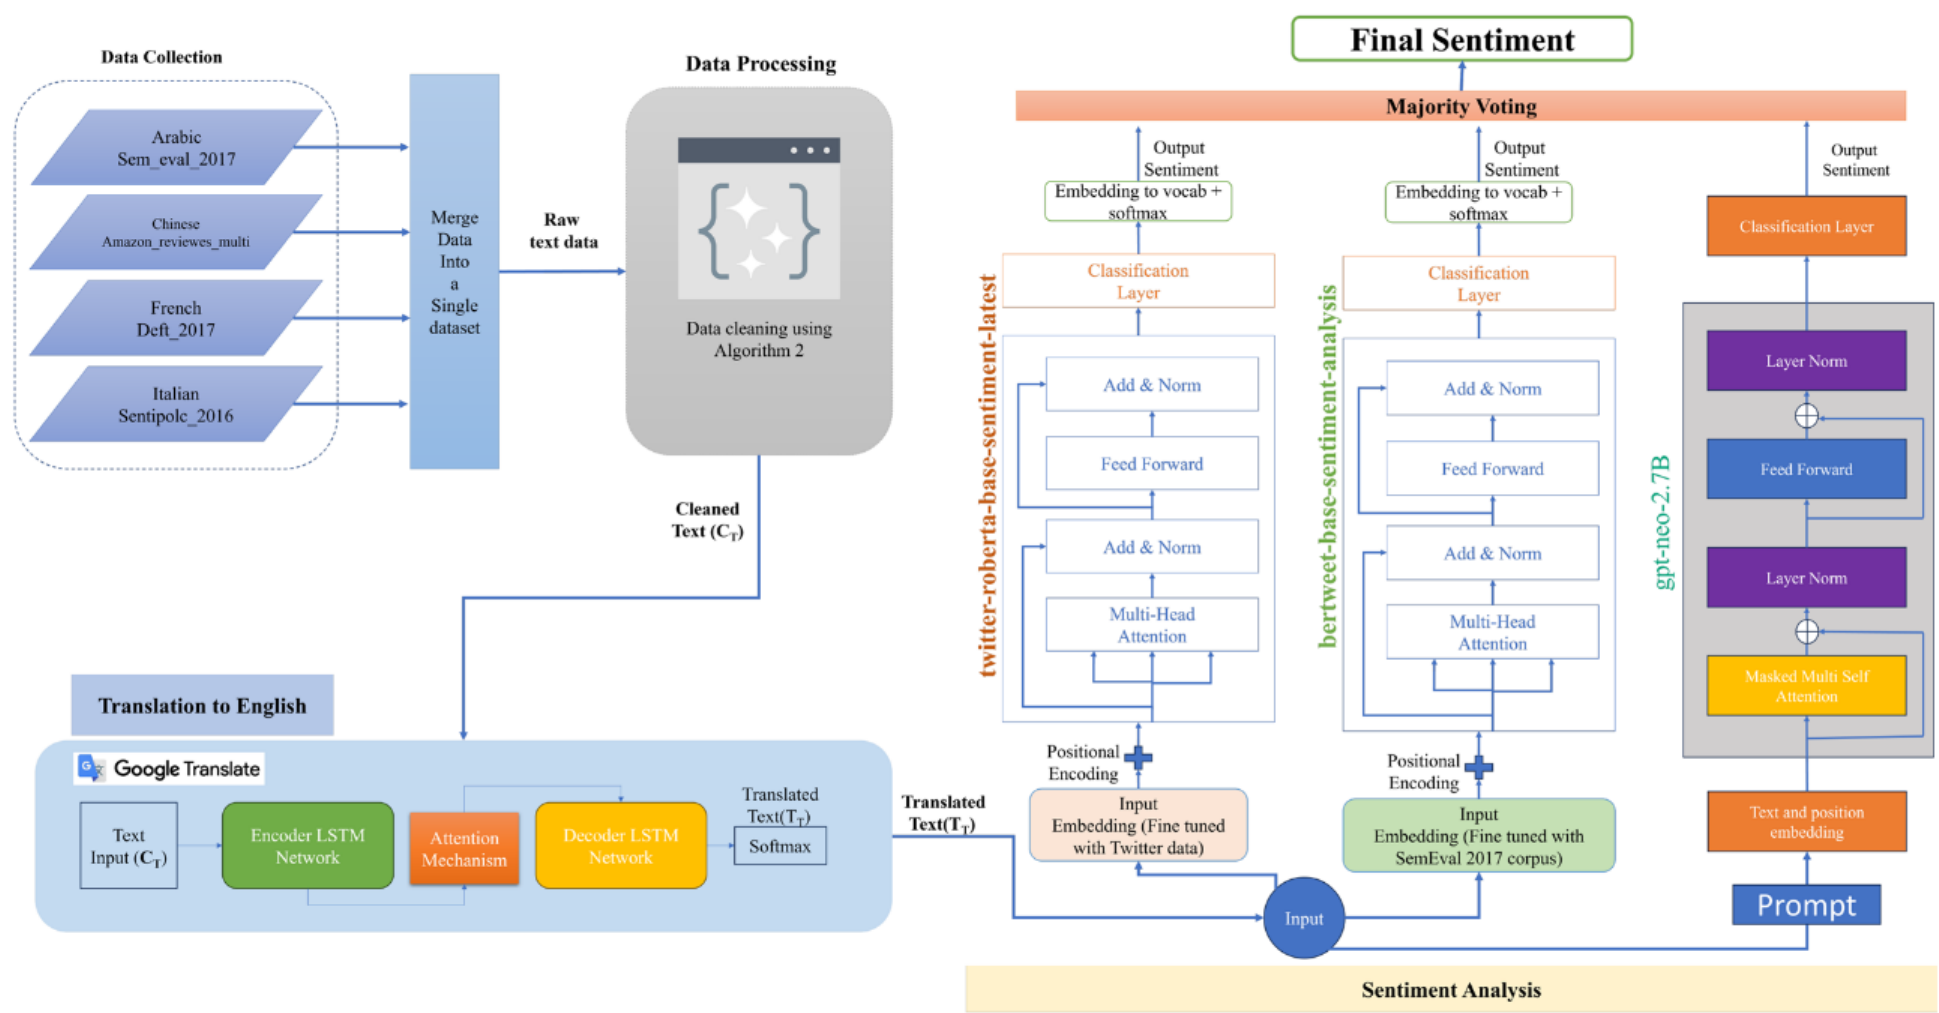 Data Collection
Arabic
Sem_eval_2017
Chinese
Amazon_reviewes_multi
French
Deft_2017
Italian
Sentipolc_2016
Merge
Data
Into
a
Single
dataset
Raw
text data
Data Processing
Data cleaning using
Algorithm 2
Cleaned
Text (C_T)
Translation to English
Google Translate
Text
Input (C_T)
Encoder LSTM
Network
Attention
Mechanism
Decoder LSTM
Network
Translated
Text(T_T)
Softmax
Translated
Text(T_T)
Input
Final Sentiment
Majority Voting
Output
Sentiment
Embedding to vocab +
softmax
Classification
Layer
twitter-roberta-base-sentiment-latest
Add & Norm
Feed Forward
Add & Norm
Multi-Head
Attention
Positional
Encoding
Input
Embedding (Fine tuned
with Twitter data)
Output
Sentiment
Embedding to vocab +
softmax
Classification
Layer
bertweet-base-sentiment-analysis
Add & Norm
Feed Forward
Add & Norm
Multi-Head
Attention
Positional
Encoding
Input
Embedding (Fine tuned with
SemEval 2017 corpus)
Output
Sentiment
Classification Layer
gpt-neo-2.7B
Layer Norm
Feed Forward
Layer Norm
Masked Multi Self
Attention
Text and position
embedding
Prompt
Sentiment Analysis